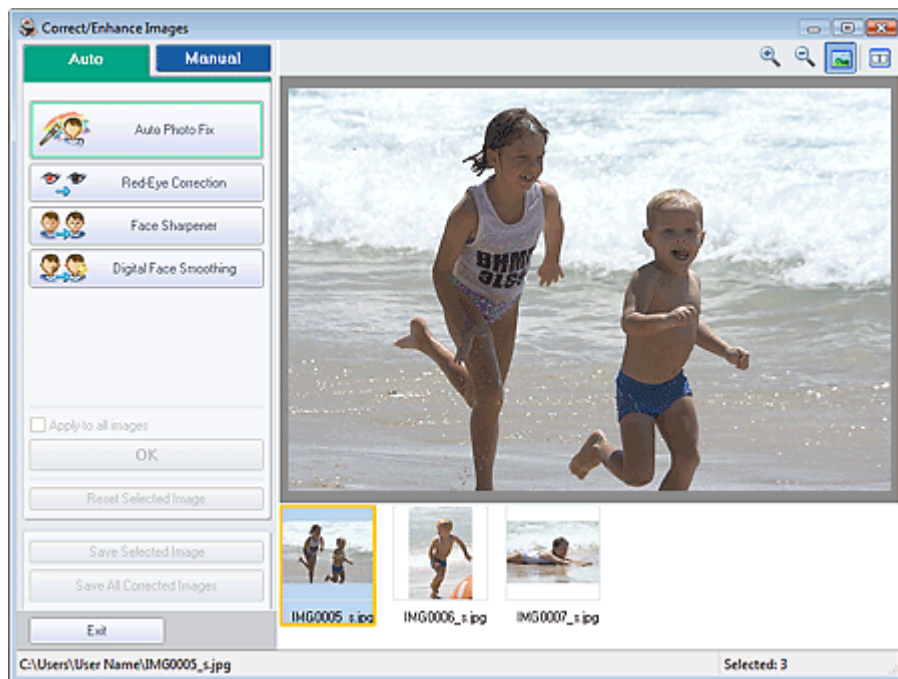 Correct/Enhance Images
Auto
Manual
Auto Photo Fix
Red-Eye Correction
Face Sharpener
Digital Face Smoothing
Apply to all images
OK
Reset Selected Image
Save Selected Image
Save All Corrected Images
Exit
IMG0005_s.jpg
IMG0006_s.jpg
IMG0007_s.jpg
C:\Users\User Name\IMG0005_s.jpg
Selected: 3